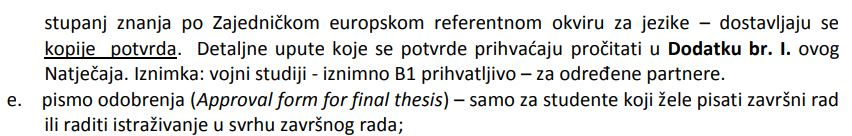 stupanj znanja po Zajedničkom europskom referentnom okviru za jezike – dostavljaju se
kopije potvrda. Detaljne upute koje se potvrde prihvaćaju pročitati u Dodatku br. I. ovog
Natječaja. Iznimka: vojni studiji - iznimno B1 prihvatljivo – za određene partnere.
e. pismo odobrenja (Approval form for final thesis) – samo za studente koji žele pisati završni rad
ili raditi istraživanje u svrhu završnog rada;